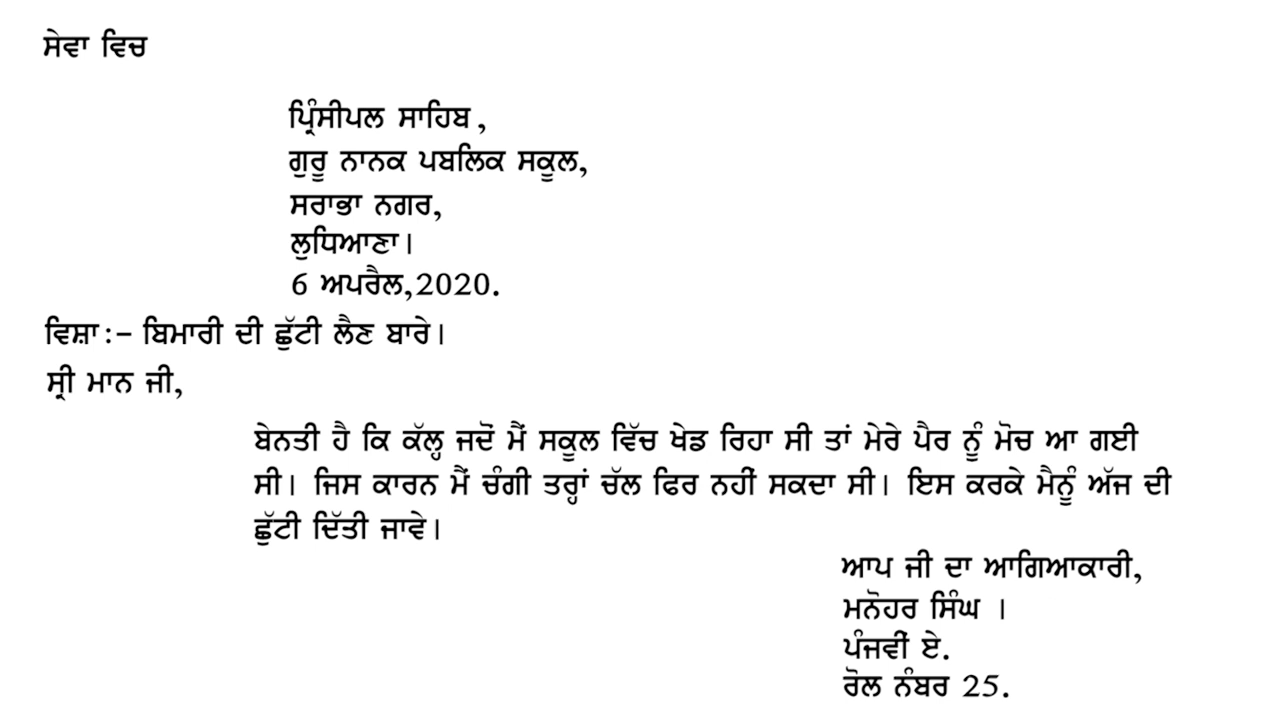 ਸੇਵਾ ਵਿਚ
ਪ੍ਰਿੰਸੀਪਲ ਸਾਹਿਬ ,
ਗੁਰੂ ਨਾਨਕ ਪਬਲਿਕ ਸਕੂਲ,
ਸਰਾਭਾ ਨਗਰ,
ਲੁਧਿਆਣਾ।
6 ਅਪਰੈਲ,2020.
ਵਿਸ਼ਾ:– ਬਿਮਾਰੀ ਦੀ ਛੁੱਟੀ ਲੈਣ ਬਾਰੇ।
ਸ੍ਰੀ ਮਾਨ ਜੀ,
ਬੇਨਤੀ ਹੈ ਕਿ ਕੱਲ੍ਹ ਜਦੋਂ ਮੈਂ ਸਕੂਲ ਵਿੱਚ ਖੇਡ ਰਿਹਾ ਸੀ ਤਾਂ ਮੇਰੇ ਪੈਰ ਨੂੰ ਮੋਚ ਆ ਗਈ
ਸੀ। ਜਿਸ ਕਾਰਨ ਮੈਂ ਚੰਗੀ ਤਰ੍ਹਾਂ ਚੱਲ ਫਿਰ ਨਹੀਂ ਸਕਦਾ ਸੀ। ਇਸ ਕਰਕੇ ਮੈਨੂੰ ਅੱਜ ਦੀ
ਛੁੱਟੀ ਦਿੱਤੀ ਜਾਵੇ।
ਆਪ ਜੀ ਦਾ ਆਗਿਆਕਾਰੀ,
ਮਨੋਹਰ ਸਿੰਘ ।
ਪੰਜਵੀਂ ਏ.
ਰੋਲ ਨੰਬਰ 25.